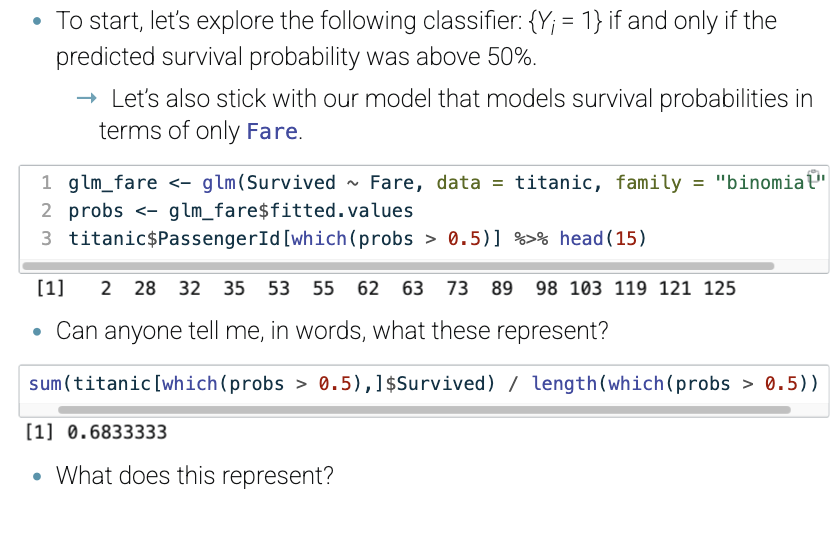 • To start, let's explore the following classifier: {Yi = 1} if and only if the
predicted survival probability was above 50%.
→ Let's also stick with our model that models survival probabilities in
terms of only Fare.
1 glm_fare <- glm(Survived ~ Fare, data = titanic, family = "binomial"
2 probs <- glm_fare$fitted.values
3 titanic$PassengerId[which(probs > 0.5)] %>% head(15)
[1] 2 28 32 35 53 55 62 63 73 89 98 103 119 121 125
• Can anyone tell me, in words, what these represent?
sum(titanic[which(probs > 0.5),]$Survived) / length(which(probs > 0.5))
[1] 0.6833333
• What does this represent?